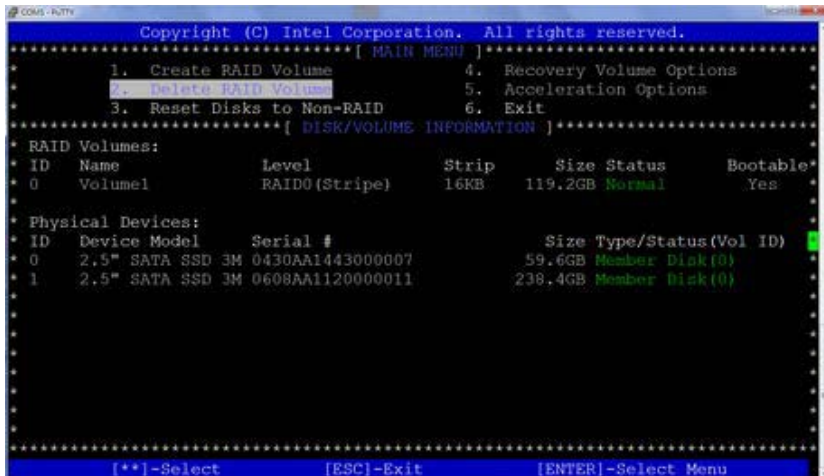 COM5 - PuTTY
Copyright (C) Intel Corporation. All rights reserved.
[ MAIN MENU ]
1. Create RAID Volume 4. Recovery Volume Options
2. Delete RAID Volume 5. Acceleration Options
3. Reset Disks to Non-RAID 6. Exit
[ DISK/VOLUME INFORMATION ]
RAID Volumes:
ID Name Level Strip Size Status Bootable
0 Volume1 RAID0(Stripe) 16KB 119.2GB Normal Yes
Physical Devices:
ID Device Model Serial # Size Type/Status(Vol ID)
0 2.5" SATA SSD 3M 0430AA1443000007 59.6GB Member Disk(0)
1 2.5" SATA SSD 3M 0608AA1120000011 238.4GB Member Disk(0)
[**]-Select [ESC]-Exit [ENTER]-Select Menu